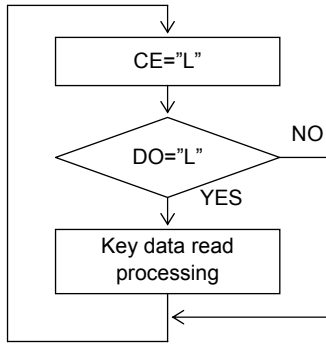 CE=”L”
DO=”L”
NO
YES
Key data read
processing